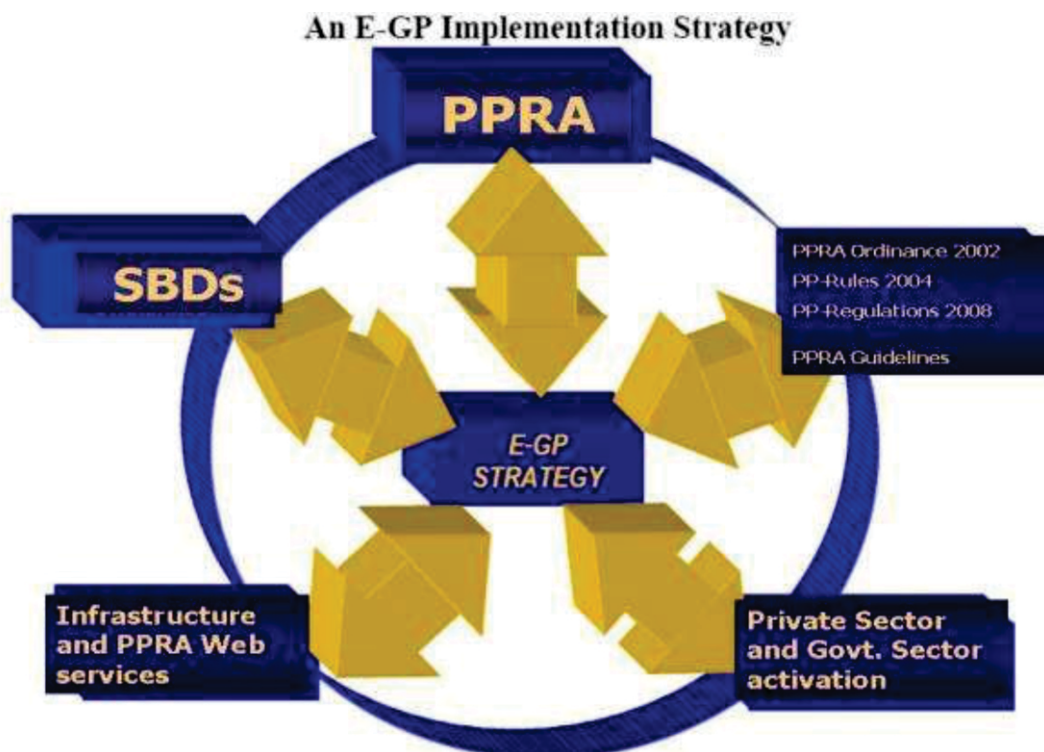 An E-GP Implementation Strategy
PPRA
SBDs
PPRA Ordinance 2002
PP-Rules 2004
PP-Regulations 2008
PPRA Guidelines
E-GP
STRATEGY
Infrastructure
and PPRA Web
services
Private Sector
and Govt. Sector
activation